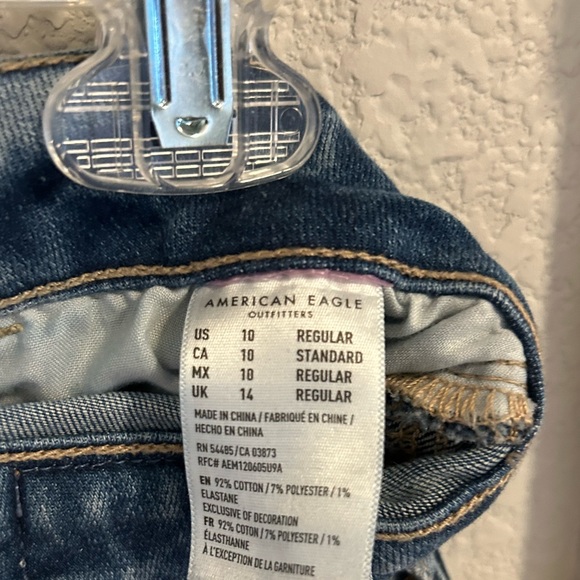 AMERICAN EAGLE
OUTFITTERS
US 10 REGULAR
CA 10 STANDARD
MX 10 REGULAR
UK 14 REGULAR
MADE IN CHINA / FABRIQUÉ EN CHINE /
HECHO EN CHINA
RN 54485 / CA 03873
RFC# AEM120605U9A
EN 92% COTTON / 7% POLYESTER / 1%
ELASTANE
EXCLUSIVE OF DECORATION
FR 92% COTON / 7% POLYESTER / 1%
ÉLASTHANNE
À L'EXCEPTION DE LA GARNITURE